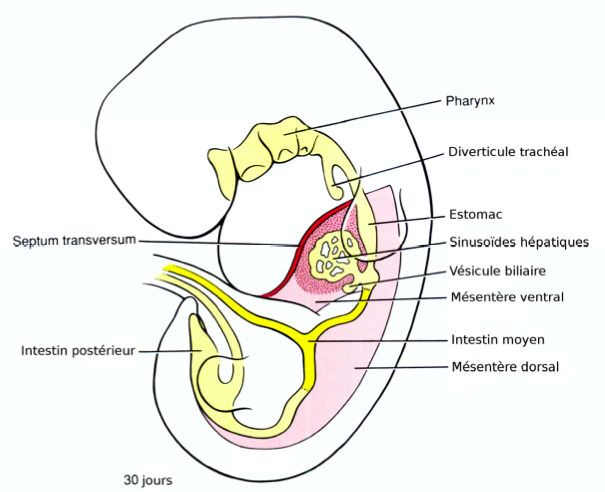 Pharynx
Diverticule trachéal
Estomac
Septum transversum
Sinusoïdes hépatiques
Vésicule biliaire
Mésentère ventral
Intestin moyen
Intestin postérieur
Mésentère dorsal
30 jours